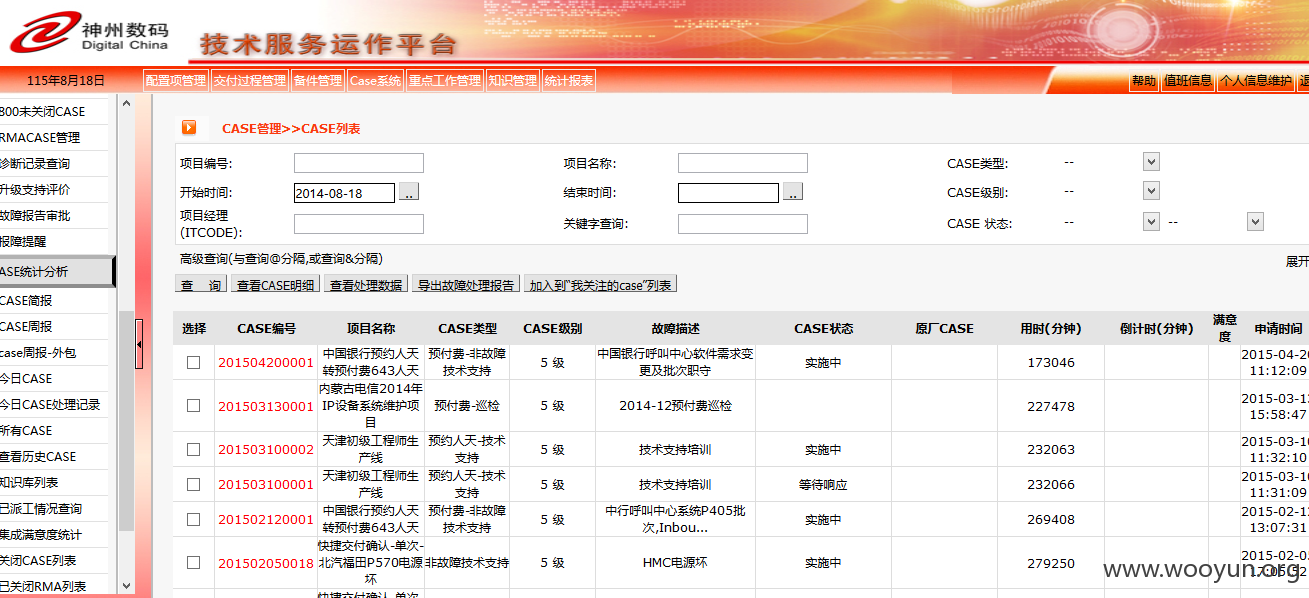 神州数码
Digital China
技术服务运作平台
115年8月18日
配置项管理 交付过程管理 备件管理 Case系统 重点工作管理 知识管理 统计报表
帮助 值班信息 个人信息维护
800未关闭CASE
RMACASE管理
诊断记录查询
升级支持评价
故障报告审批
报障提醒
ASE统计分析
CASE简报
CASE周报
case周报-外包
今日CASE
今日CASE处理记录
所有CASE
查看历史CASE
知识库列表
已派工情况查询
集成满意度统计
关闭CASE列表
已关闭RMA列表
CASE管理>>CASE列表
项目编号: 项目名称: CASE类型: --
开始时间: 2014-08-18 .. 结束时间: .. CASE级别: --
项目经理
(ITCODE): 关键字查询: CASE 状态: -- --
高级查询(与查询@分隔,或查询&分隔)
展开
查 询 查看CASE明细 查看处理数据 导出故障处理报告 加入到"我关注的case"列表
选择 CASE编号 项目名称 CASE类型 CASE级别 故障描述 CASE状态 原厂CASE 用时(分钟) 倒计时(分钟) 满意度 申请时间
201504200001 中国银行预约人天转预付费643人天 预付费-非故障技术支持 5 级 中国银行呼叫中心软件需求变更及批次职守 实施中 173046 2015-04-20 11:12:09
201503130001 内蒙古电信2014年IP设备系统维护项目 预付费-巡检 5 级 2014-12预付费巡检 227478 2015-03-13 15:58:47
201503100002 天津初级工程师生产线 预约人天-技术支持 5 级 技术支持培训 实施中 232063 2015-03-10 11:32:10
201503100001 天津初级工程师生产线 预约人天-技术支持 5 级 技术支持培训 等待响应 232066 2015-03-10 11:31:09
201502120001 中国银行预约人天转预付费643人天 预付费-非故障技术支持 5 级 中行呼叫中心系统P405批次,Inbou... 实施中 269408 2015-02-12 13:07:31
201502050018 快捷交付确认-单次-北汽福田P570电源坏 非故障技术支持 5 级 HMC电源坏 实施中 279250 2015-02-0
快捷交付确认-单次
www.wooyun.org